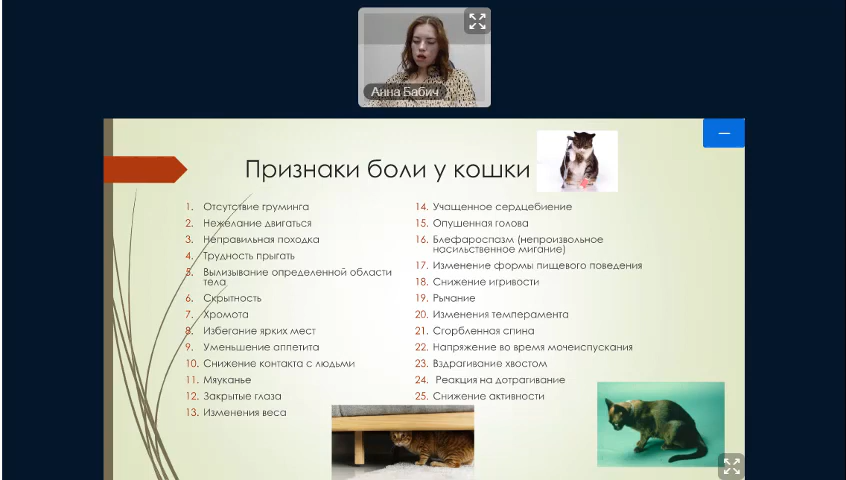 Анна Бабич
Признаки боли у кошки
1. Отсутствие груминга
2. Нежелание двигаться
3. Неправильная походка
4. Трудность прыгать
5. Вылизывание определенной области
тела
6. Скрытность
7. Хромота
8. Избегание ярких мест
9. Уменьшение аппетита
10. Снижение контакта с людьми
11. Мяуканье
12. Закрытые глаза
13. Изменения веса
14. Учащенное сердцебиение
15. Опушенная голова
16. Блефароспазм (непроизвольное
насильственное мигание)
17. Изменение формы пищевого поведения
18. Снижение игривости
19. Рычание
20. Изменения темперамента
21. Сгорбленная спина
22. Напряжение во время мочеиспускания
23. Вздрагивание хвостом
24. Реакция на дотрагивание
25. Снижение активности